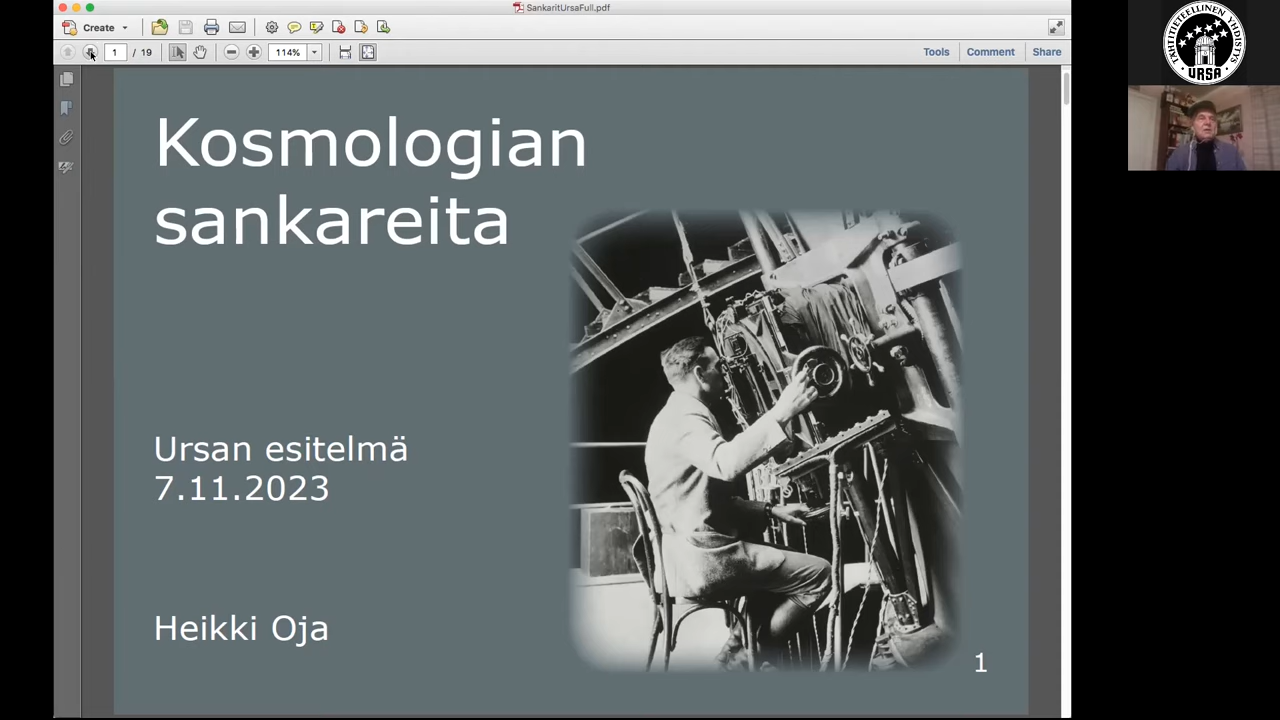 SankaritUrsaFull.pdf
Create
1 / 19
114%
Tools
Comment
Share
Kosmologian
sankareita
Ursan esitelmä
7.11.2023
Heikki Oja
1
TÄHTITIETEELLINEN YHDISTYS
URSA